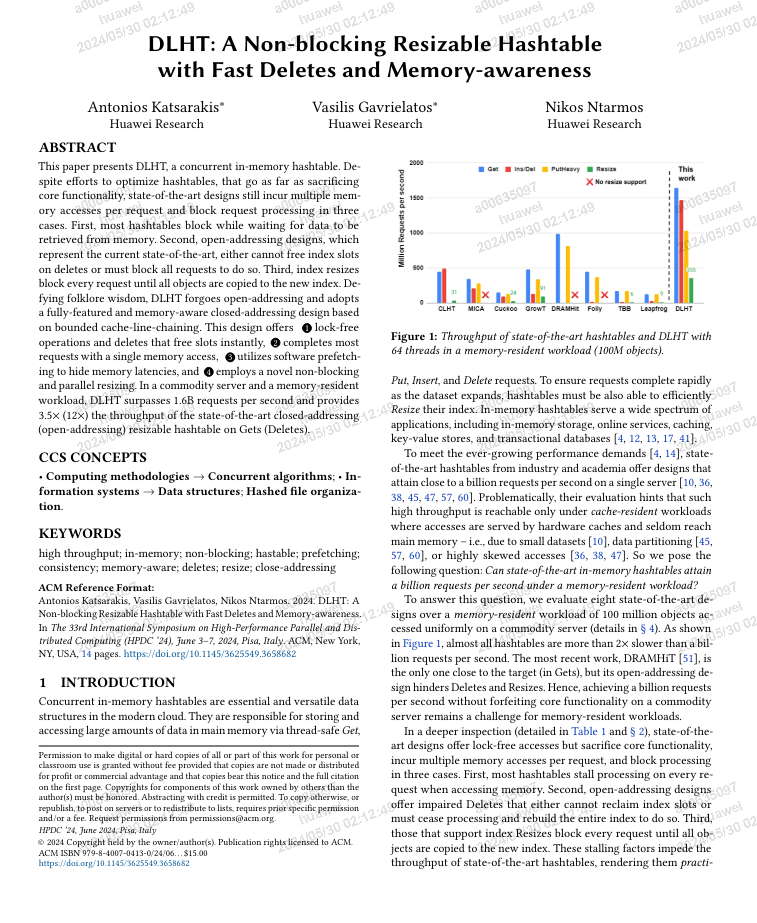 DLHT: A Non-blocking Resizable Hashtable
with Fast Deletes and Memory-awareness
Antonios Katsarakis*
Huawei Research
Vasilis Gavrielatos*
Huawei Research
Nikos Ntarmos
Huawei Research
ABSTRACT
This paper presents DLHT, a concurrent in-memory hashtable. De-
spite efforts to optimize hashtables, that go as far as sacrificing
core functionality, state-of-the-art designs still incur multiple mem-
ory accesses per request and block request processing in three
cases. First, most hashtables block while waiting for data to be
retrieved from memory. Second, open-addressing designs, which
represent the current state-of-the-art, either cannot free index slots
on deletes or must block all requests to do so. Third, index resizes
block every request until all objects are copied to the new index. De-
fying folklore wisdom, DLHT forgoes open-addressing and adopts
a fully-featured and memory-aware closed-addressing design based
on bounded cache-line-chaining. This design offers ❶ lock-free
operations and deletes that free slots instantly, ❷ completes most
requests with a single memory access, ❸ utilizes software prefetch-
ing to hide memory latencies, and ❹ employs a novel non-blocking
and parallel resizing. In a commodity server and a memory-resident
workload, DLHT surpasses 1.6B requests per second and provides
3.5× (12×) the throughput of the state-of-the-art closed-addressing
(open-addressing) resizable hashtable on Gets (Deletes).
CCS CONCEPTS
• Computing methodologies → Concurrent algorithms; • In-
formation systems → Data structures; Hashed file organiza-
tion.
KEYWORDS
high throughput; in-memory; non-blocking; hastable; prefetching;
consistency; memory-aware; deletes; resize; close-addressing
ACM Reference Format:
Antonios Katsarakis, Vasilis Gavrielatos, Nikos Ntarmos. 2024. DLHT: A
Non-blocking Resizable Hashtable with Fast Deletes and Memory-awareness.
In The 33rd International Symposium on High-Performance Parallel and Dis-
tributed Computing (HPDC '24), June 3–7, 2024, Pisa, Italy. ACM, New York,
NY, USA, 14 pages. https://doi.org/10.1145/3625549.3658682
1 INTRODUCTION
Concurrent in-memory hashtables are essential and versatile data
structures in the modern cloud. They are responsible for storing and
accessing large amounts of data in main memory via thread-safe Get,
Permission to make digital or hard copies of all or part of this work for personal or
classroom use is granted without fee provided that copies are not made or distributed
for profit or commercial advantage and that copies bear this notice and the full citation
on the first page. Copyrights for components of this work owned by others than the
author(s) must be honored. Abstracting with credit is permitted. To copy otherwise, or
republish, to post on servers or to redistribute to lists, requires prior specific permission
and/or a fee. Request permissions from permissions@acm.org.
HPDC '24, June 2024, Pisa, Italy
© 2024 Copyright held by the owner/author(s). Publication rights licensed to ACM.
ACM ISBN 979-8-4007-0413-0/24/06...$15.00
https://doi.org/10.1145/3625549.3658682
Million Requests per second
2000
1500
1000
500
0
Get Ins/Del PutHeavy Resize
No resize support
This
work
31 24 91 5 9
CLHT MICA Cuckoo GrowT DRAMHit Folly TBB Leapfrog DLHT
Figure 1: Throughput of state-of-the-art hashtables and DLHT with
64 threads in a memory-resident workload (100M objects).
Put, Insert, and Delete requests. To ensure requests complete rapidly
as the dataset expands, hashtables must be also able to efficiently
Resize their index. In-memory hashtables serve a wide spectrum of
applications, including in-memory storage, online services, caching,
key-value stores, and transactional databases [4, 12, 13, 17, 41].
To meet the ever-growing performance demands [4, 14], state-
of-the-art hashtables from industry and academia offer designs that
attain close to a billion requests per second on a single server [10, 36,
38, 45, 47, 57, 60]. Problematically, their evaluation hints that such
high throughput is reachable only under cache-resident workloads
where accesses are served by hardware caches and seldom reach
main memory – i.e., due to small datasets [10], data partitioning [45,
57, 60], or highly skewed accesses [36, 38, 47]. So we pose the
following question: Can state-of-the-art in-memory hashtables attain
a billion requests per second under a memory-resident workload?
To answer this question, we evaluate eight state-of-the-art de-
signs over a memory-resident workload of 100 million objects ac-
cessed uniformly on a commodity server (details in § 4). As shown
in Figure 1, almost all hashtables are more than 2× slower than a bil-
lion requests per second. The most recent work, DRAMHiT [51], is
the only one close to the target (in Gets), but its open-addressing de-
sign hinders Deletes and Resizes. Hence, achieving a billion requests
per second without forfeiting core functionality on a commodity
server remains a challenge for memory-resident workloads.
In a deeper inspection (detailed in Table 1 and § 2), state-of-the-
art designs offer lock-free accesses but sacrifice core functionality,
incur multiple memory accesses per request, and block processing
in three cases. First, most hashtables stall processing on every re-
quest when accessing memory. Second, open-addressing designs
offer impaired Deletes that either cannot reclaim index slots or
must cease processing and rebuild the entire index to do so. Third,
those that support index Resizes block every request until all ob-
jects are copied to the new index. These stalling factors impede the
throughput of state-of-the-art hashtables, rendering them practi-